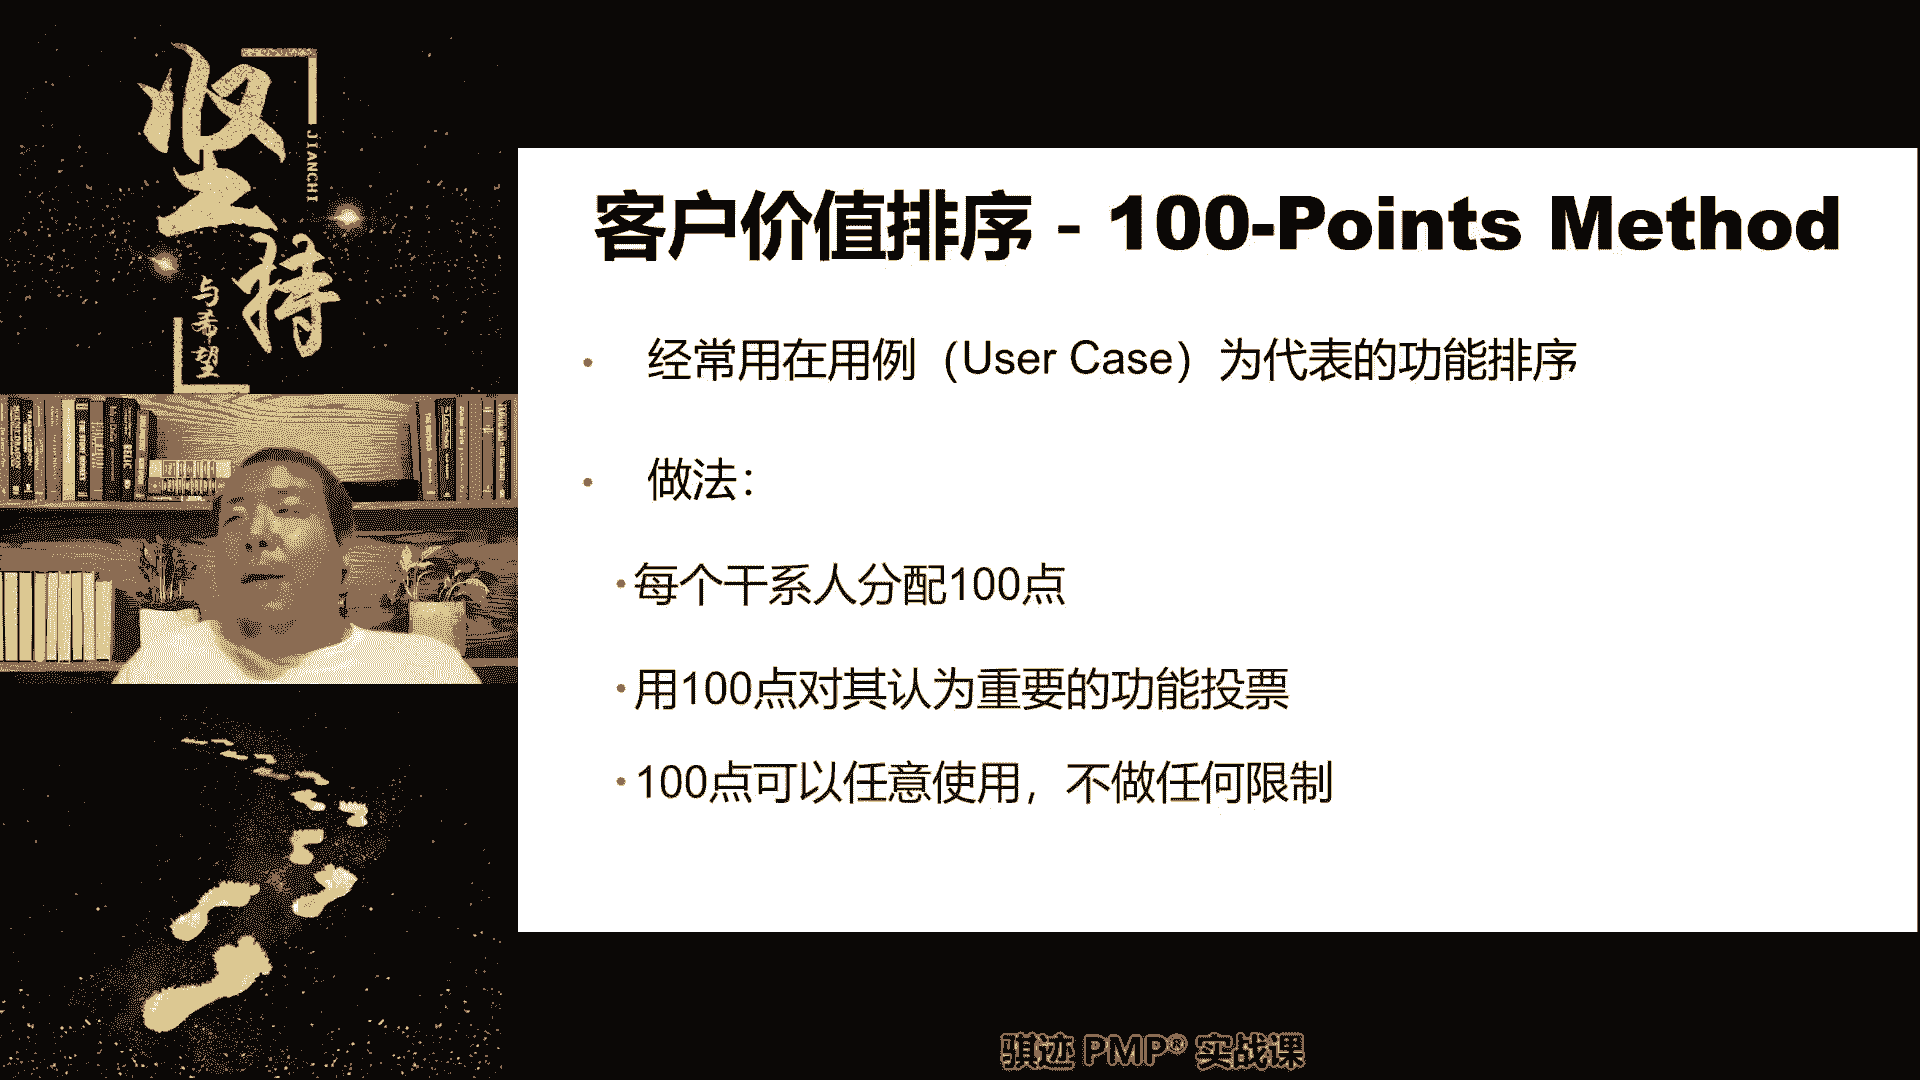 坚持
JIANCHI
与希望
客户价值排序 - 100-Points Method
• 经常用在用例（User Case）为代表的功能排序
• 做法：
• 每个干系人分配100点
• 用100点对其认为重要的功能投票
• 100点可以任意使用，不做任何限制
骐迹 PMP® 实战课